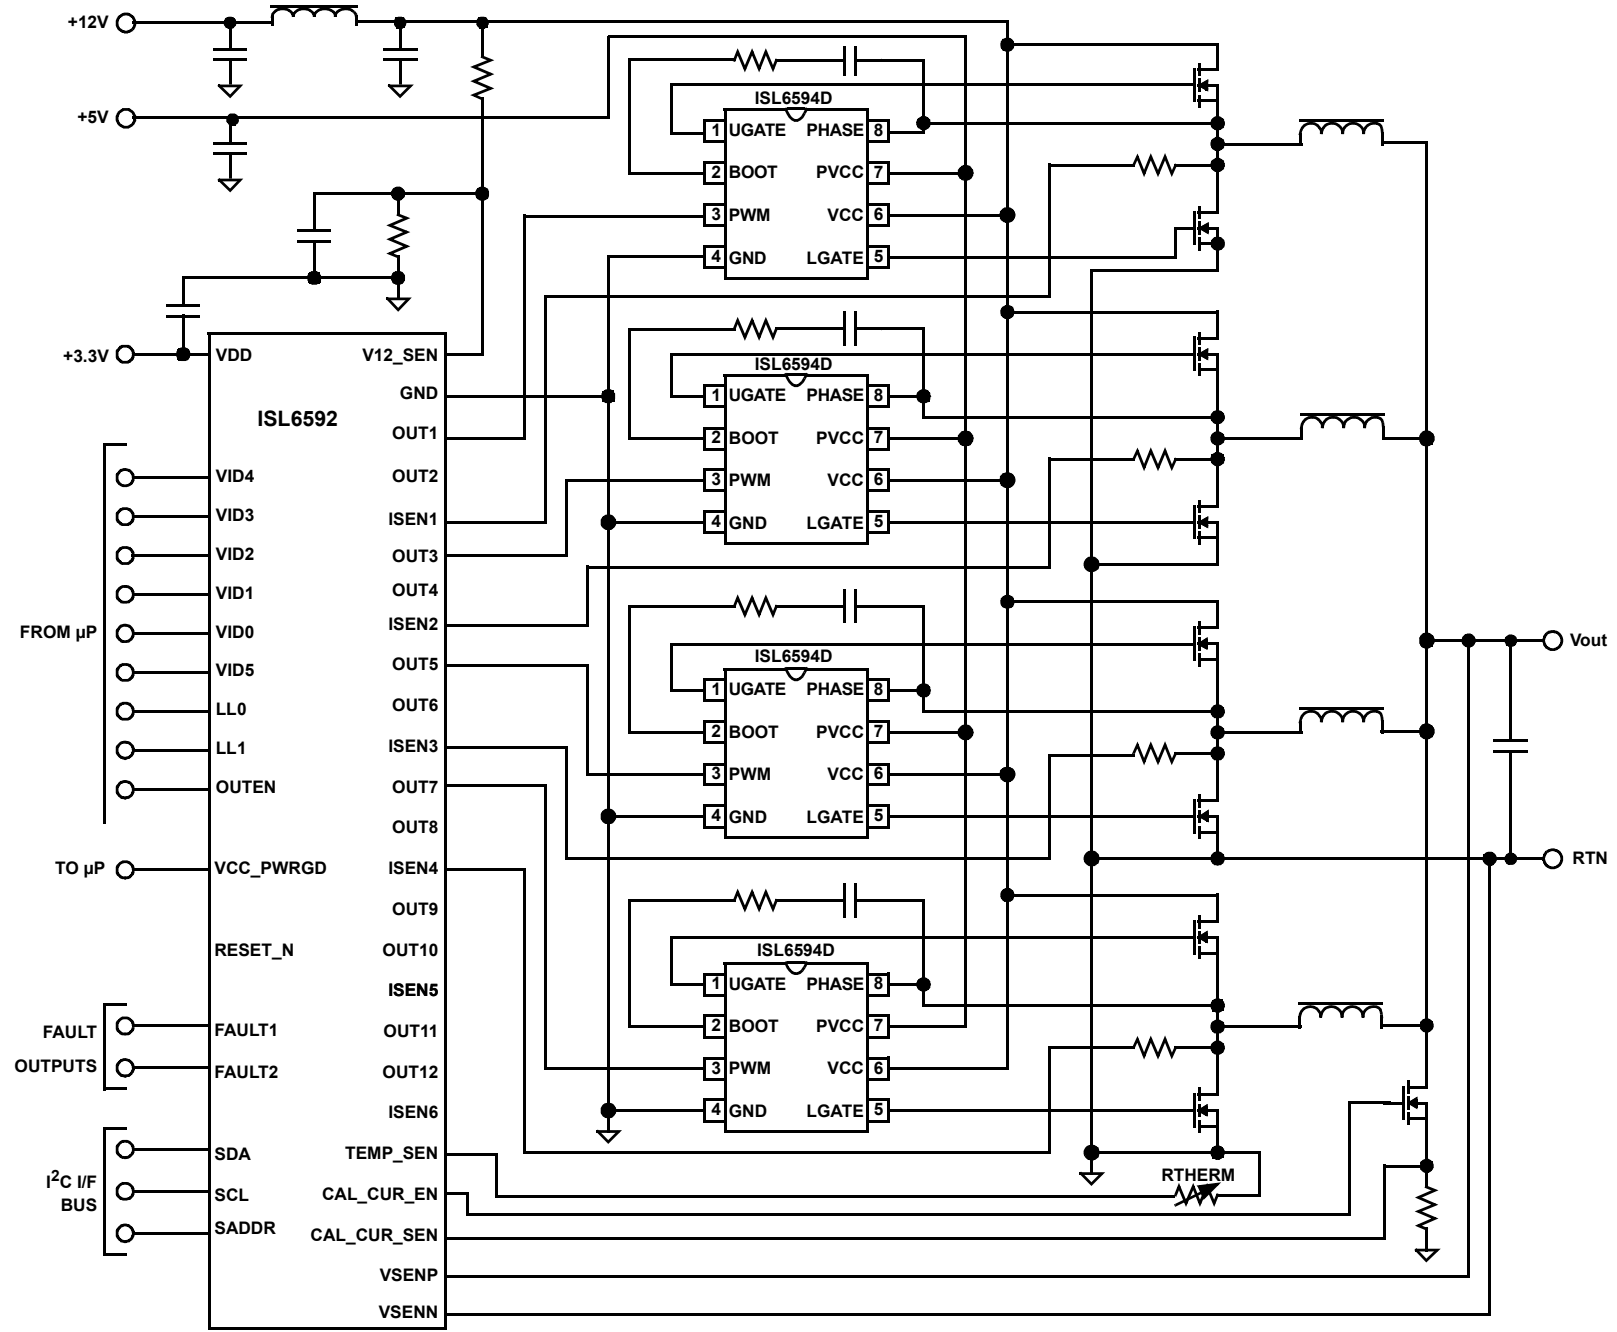 +12V
+5V
+3.3V
ISL6592
VDD
V12_SEN
GND
OUT1
VID4
OUT2
VID3
ISEN1
VID2
OUT3
VID1
OUT4
FROM µP
VID0
ISEN2
VID5
OUT5
LL0
OUT6
LL1
ISEN3
OUTEN
OUT7
OUT8
TO µP
VCC_PWRGD
ISEN4
OUT9
RESET_N
OUT10
ISEN5
FAULT
OUTPUTS
FAULT1
OUT11
FAULT2
OUT12
ISEN6
I2C I/F
BUS
SDA
TEMP_SEN
SCL
CAL_CUR_EN
SADDR
CAL_CUR_SEN
VSENP
VSENN
ISL6594D
1 UGATE PHASE 8
2 BOOT PVCC 7
3 PWM VCC 6
4 GND LGATE 5
ISL6594D
1 UGATE PHASE 8
2 BOOT PVCC 7
3 PWM VCC 6
4 GND LGATE 5
ISL6594D
1 UGATE PHASE 8
2 BOOT PVCC 7
3 PWM VCC 6
4 GND LGATE 5
ISL6594D
1 UGATE PHASE 8
2 BOOT PVCC 7
3 PWM VCC 6
4 GND LGATE 5
RTHERM
Vout
RTN